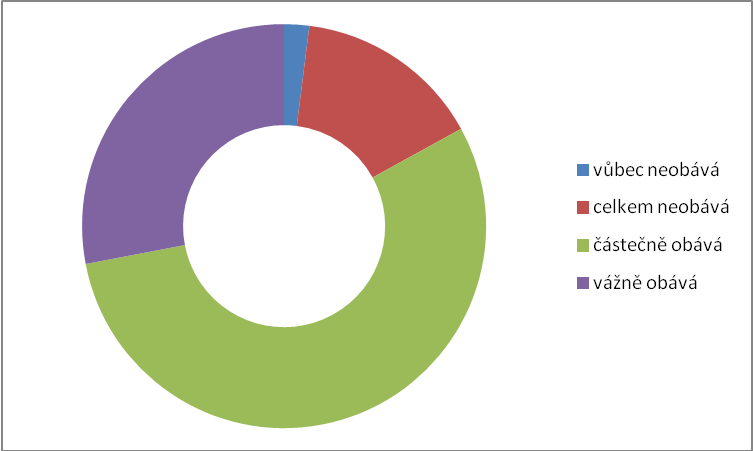 vůbec neobává
celkem neobává
částečně obává
vážně obává